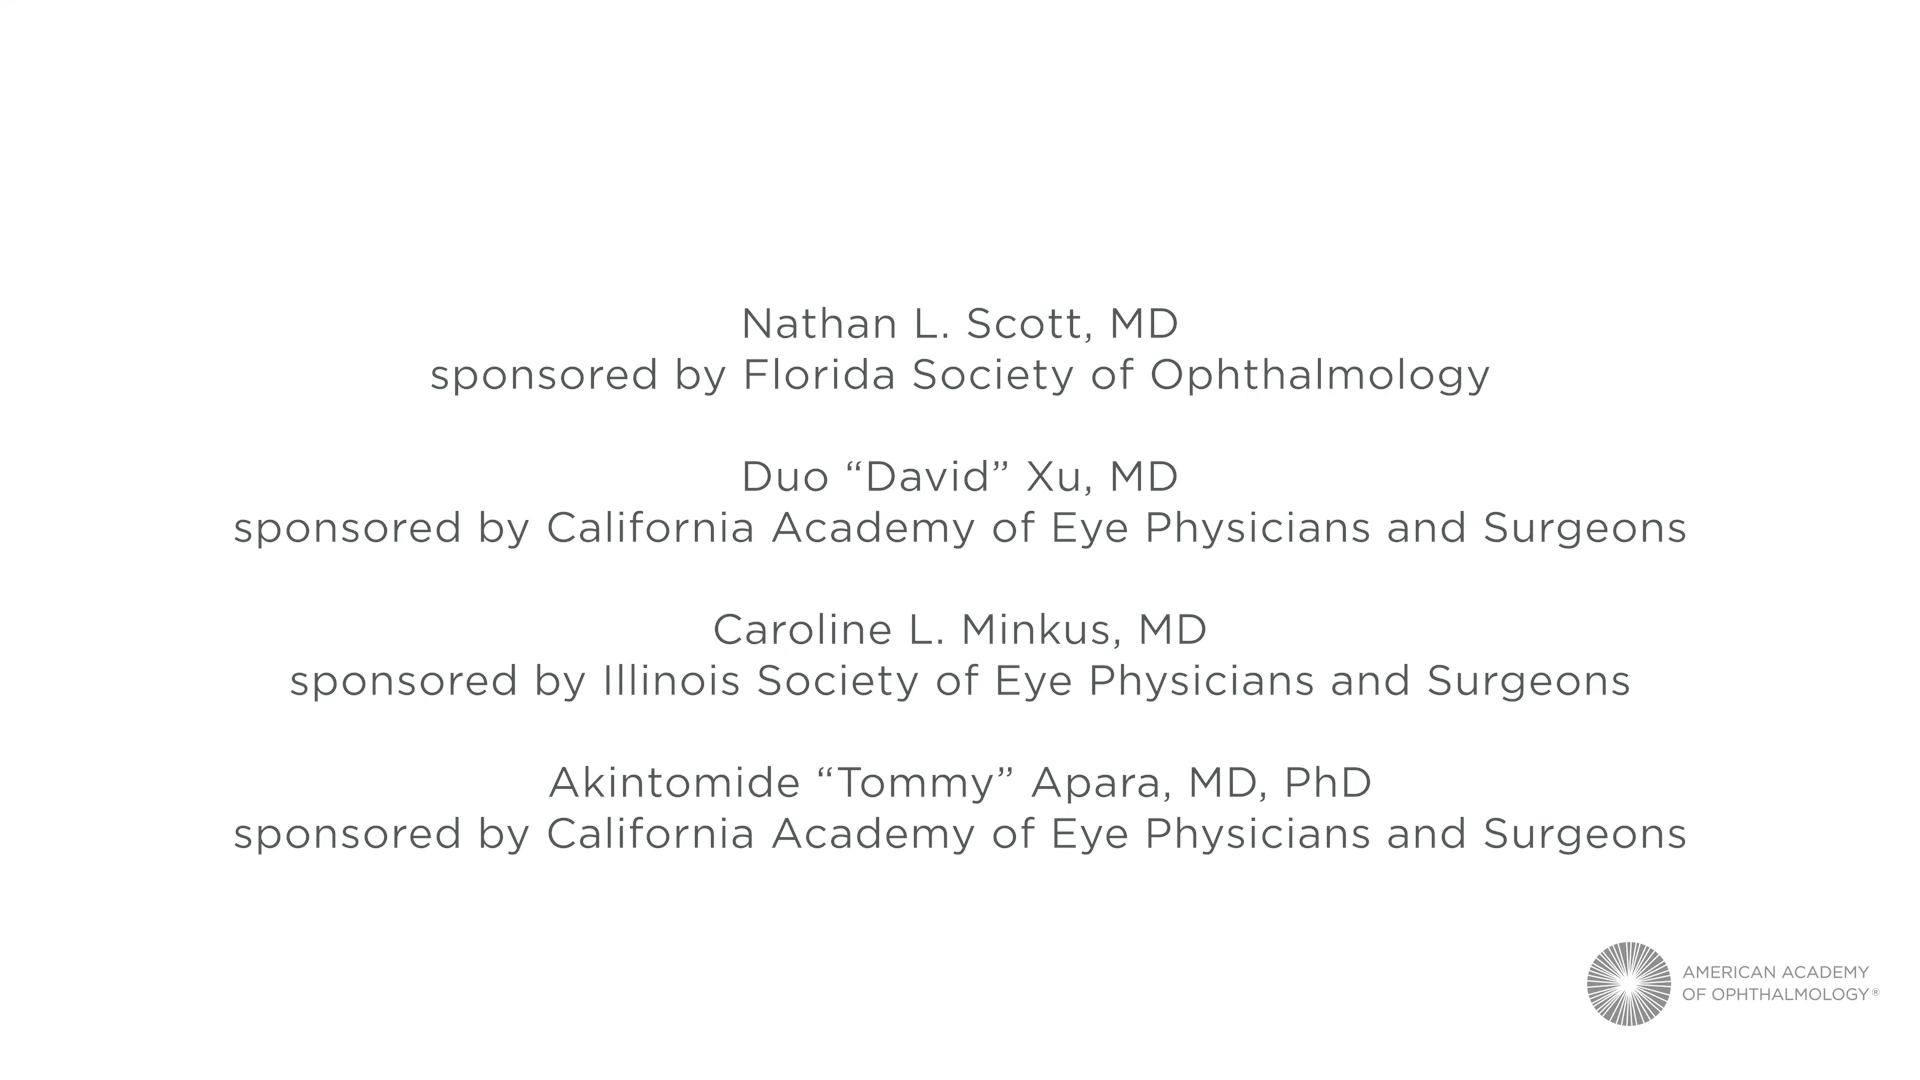 Nathan L. Scott, MD
sponsored by Florida Society of Ophthalmology
Duo “David” Xu, MD
sponsored by California Academy of Eye Physicians and Surgeons
Caroline L. Minkus, MD
sponsored by Illinois Society of Eye Physicians and Surgeons
Akintomide “Tommy” Apara, MD, PhD
sponsored by California Academy of Eye Physicians and Surgeons
AMERICAN ACADEMY
OF OPHTHALMOLOGY®